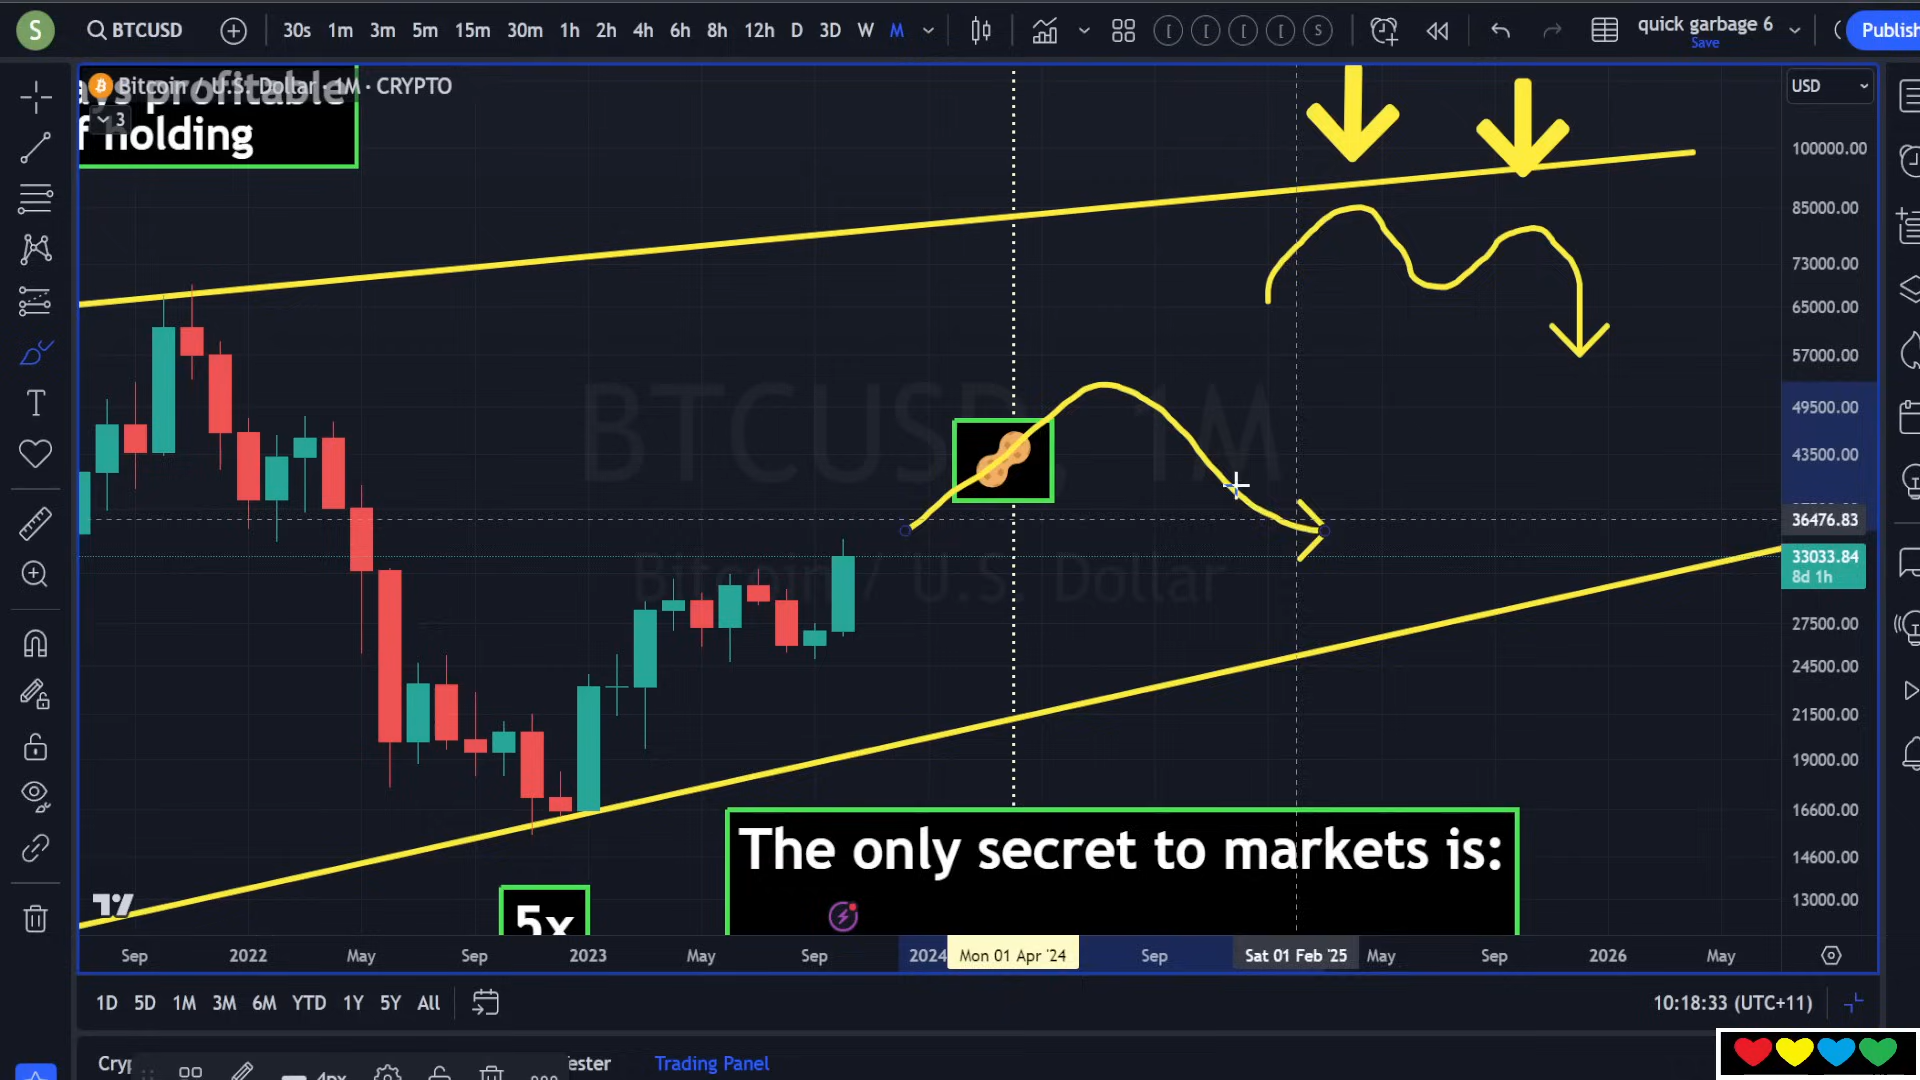 S
BTCUSD
30s 1m 3m 5m 15m 30m 1h 2h 4h 6h 8h 12h D 3D W M
S
quick garbage 6
Save
Publish
Bitcoin / U.S. Dollar · 1M · CRYPTO
profitable
3
holding
USD
100000.00
85000.00
73000.00
65000.00
57000.00
49500.00
43500.00
36476.83
33033.84
8d 1h
27500.00
24500.00
21500.00
19000.00
16600.00
14600.00
13000.00
BTCUSD, 1M
Bitcoin / U.S. Dollar
The only secret to markets is:
5x
Sep 2022 May Sep 2023 May Sep 2024 Mon 01 Apr '24 Sep Sat 01 Feb '25 May Sep 2026 May
1D 5D 1M 3M 6M YTD 1Y 5Y All
10:18:33 (UTC+11)
Trading Panel